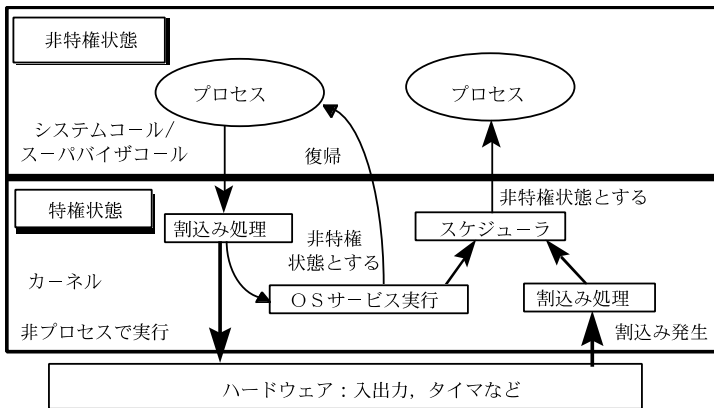 非特権状態
プロセス
プロセス
システムコール/
スーパバイザコール
復帰
特権状態
非特権状態とする
割込み処理
スケジューラ
非特権
状態とする
カーネル
OSサービス実行
割込み処理
非プロセスで実行
割込み発生
ハードウェア：入出力，タイマなど